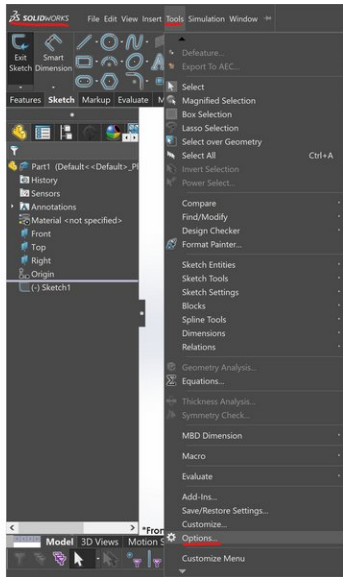 SOLIDWORKS File Edit View Insert Tools Simulation Window
Exit Sketch
Smart Dimension
Features Sketch Markup Evaluate M
Part1 (Default<<Default>_Pl
History
Sensors
Annotations
Material <not specified>
Front
Top
Right
Origin
(-) Sketch1
Defeature...
Export To AEC...
Select
Magnified Selection
Box Selection
Lasso Selection
Select over Geometry
Select All Ctrl+A
Invert Selection
Power Select...
Compare
Find/Modify
Design Checker
Format Painter...
Sketch Entities
Sketch Tools
Sketch Settings
Blocks
Spline Tools
Dimensions
Relations
Geometry Analysis...
Equations...
Thickness Analysis...
Symmetry Check...
MBD Dimension
Macro
Evaluate
Add-Ins...
Save/Restore Settings...
Customize...
Options...
Customize Menu
*Fron
Model 3D Views Motion S